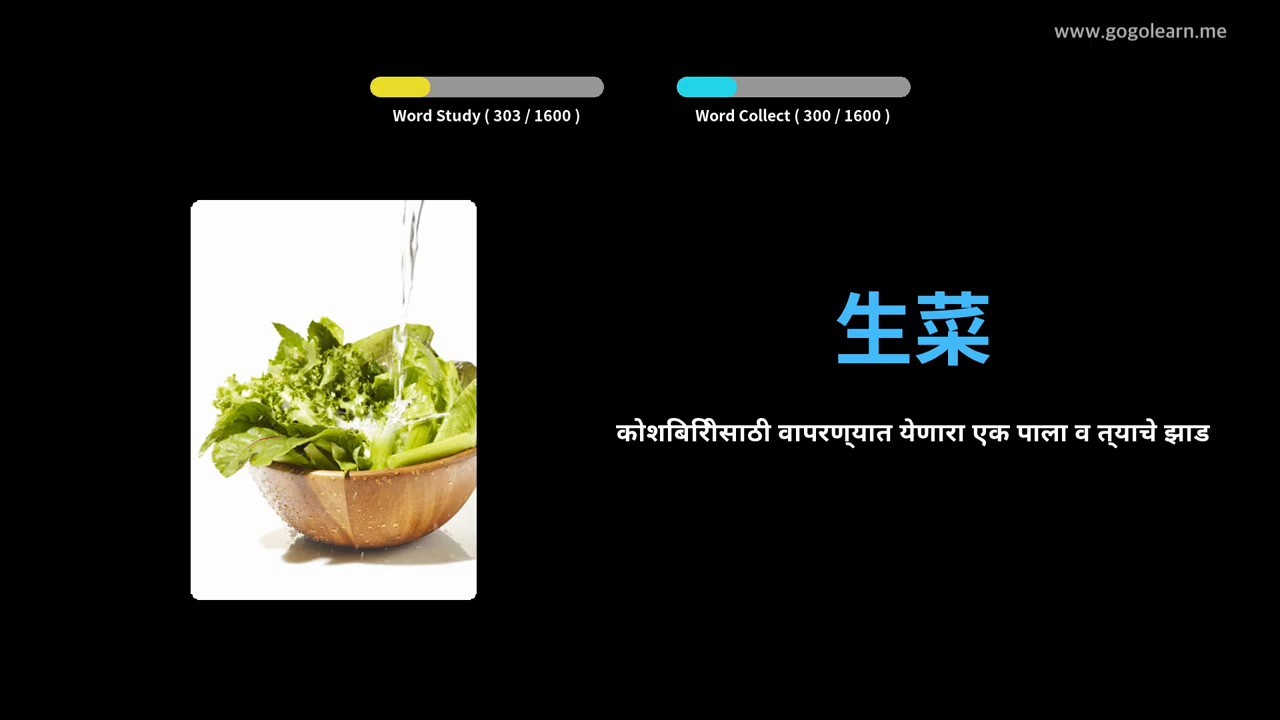 www.gogolearn.me
Word Study ( 303 / 1600 )
Word Collect ( 300 / 1600 )
生菜
कोशबिंरिीसाठी वापरण्यात येणारा एक पाला व त्याचे झाड